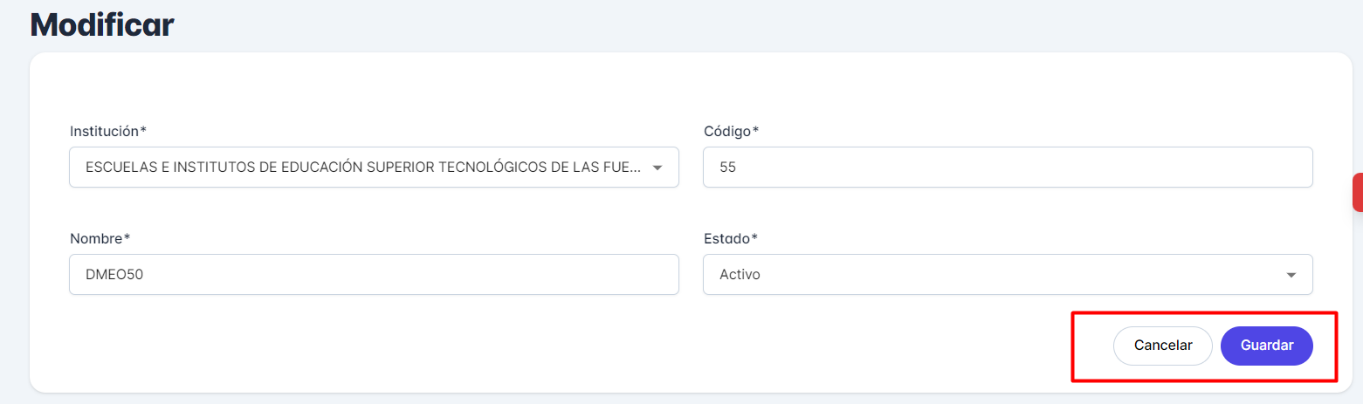 Modificar
Institución*
Código*
ESCUELAS E INSTITUTOS DE EDUCACIÓN SUPERIOR TECNOLÓGICOS DE LAS FUE...
55
Nombre*
Estado*
DMEO50
Activo
Cancelar
Guardar